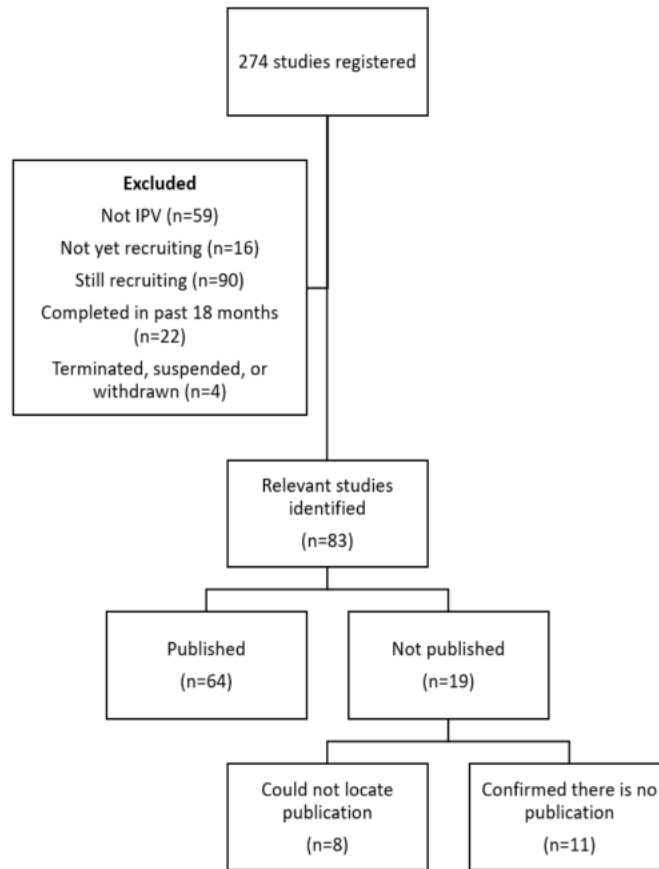 274 studies registered
Excluded
Not IPV (n=59)
Not yet recruiting (n=16)
Still recruiting (n=90)
Completed in past 18 months
(n=22)
Terminated, suspended, or
withdrawn (n=4)
Relevant studies
identified
(n=83)
Published
(n=64)
Not published
(n=19)
Could not locate
publication
(n=8)
Confirmed there is no
publication
(n=11)